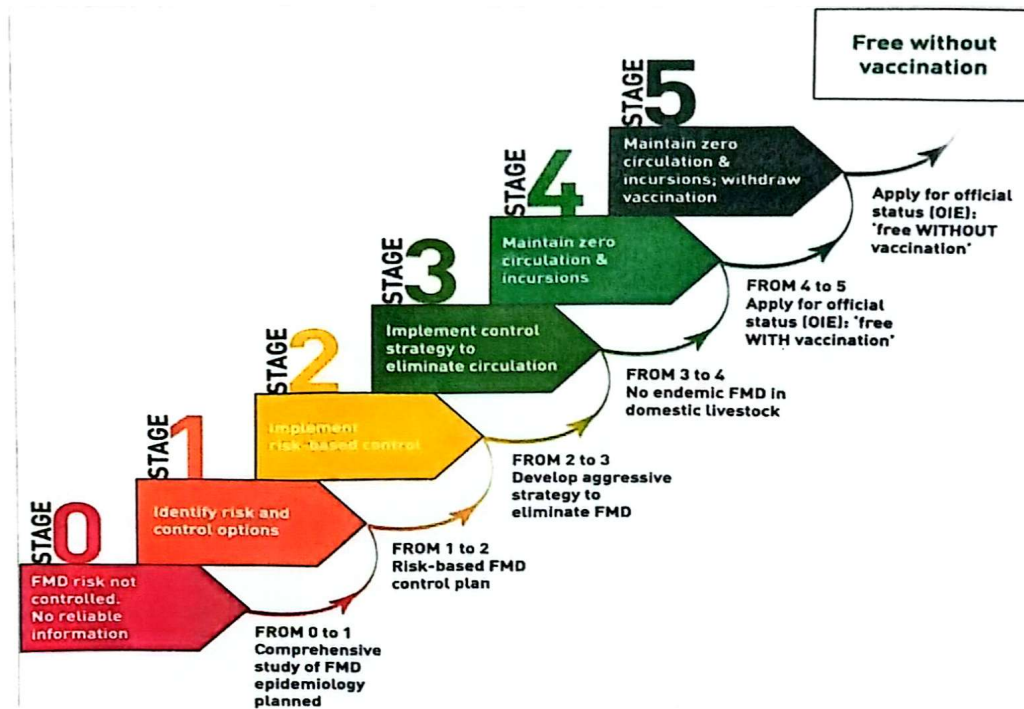 Free without
vaccination
STAGE 5
Maintain zero
circulation &
incursions; withdraw
vaccination
Apply for official
status (OIE):
'free WITHOUT
vaccination'
STAGE 4
Maintain zero
circulation &
incursions
FROM 4 to 5
Apply for official
status (OIE): 'free
WITH vaccination'
STAGE 3
Implement control
strategy to
eliminate circulation
FROM 3 to 4
No endemic FMD in
domestic livestock
STAGE 2
Implement
risk-based control
FROM 2 to 3
Develop aggressive
strategy to
eliminate FMD
STAGE 1
Identify risk and
control options
FROM 1 to 2
Risk-based FMD
control plan
STAGE 0
FMD risk not
controlled.
No reliable
information
FROM 0 to 1
Comprehensive
study of FMD
epidemiology
planned